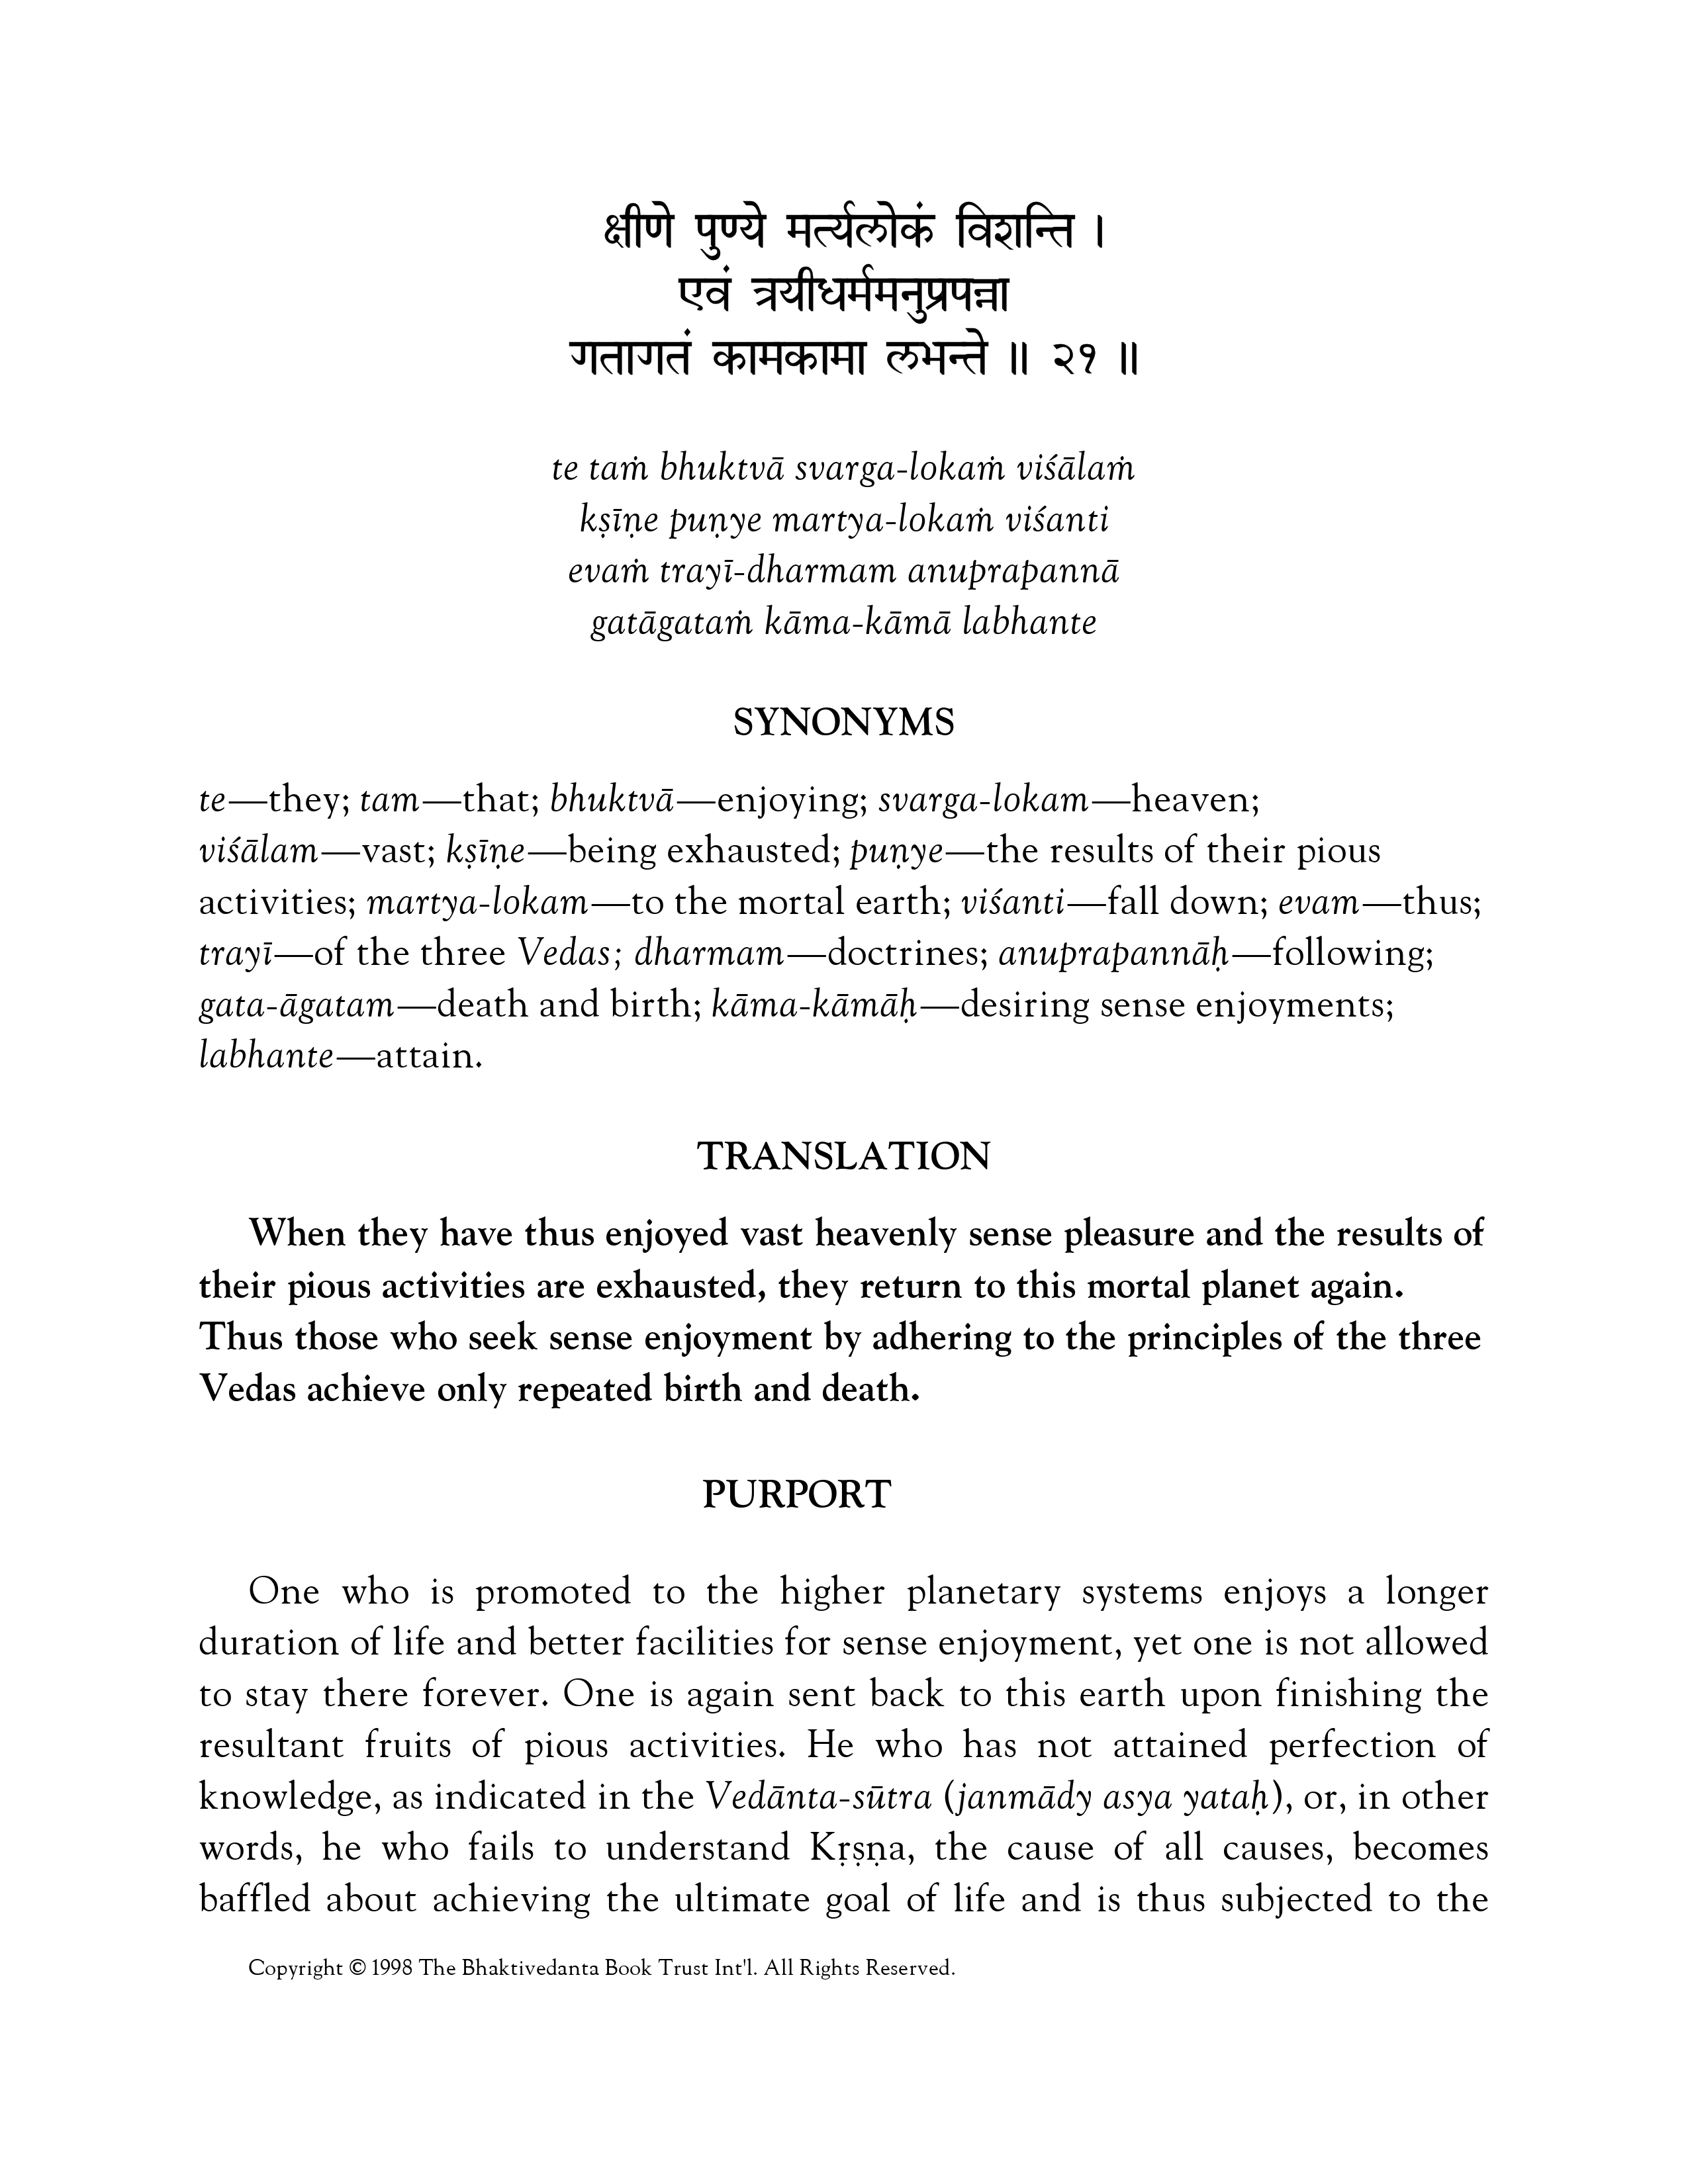 क्षीणे पुण्ये मर्त्यलोकं विशन्ति ।
एवं त्रयीधर्ममनुप्रपन्ना
गतागतं कामकामा लभन्ते ॥ २१ ॥
te taṁ bhuktvā svarga-lokaṁ viśālaṁ
kṣīṇe puṇye martya-lokaṁ viśanti
evaṁ trayī-dharmam anuprapannā
gatāgataṁ kāma-kāmā labhante
SYNONYMS
te—they; tam—that; bhuktvā—enjoying; svarga-lokam—heaven;
viśālam—vast; kṣīṇe—being exhausted; puṇye—the results of their pious
activities; martya-lokam—to the mortal earth; viśanti—fall down; evam—thus;
trayī—of the three Vedas; dharmam—doctrines; anuprapannāḥ—following;
gata-āgatam—death and birth; kāma-kāmāḥ—desiring sense enjoyments;
labhante—attain.
TRANSLATION
When they have thus enjoyed vast heavenly sense pleasure and the results of
their pious activities are exhausted, they return to this mortal planet again.
Thus those who seek sense enjoyment by adhering to the principles of the three
Vedas achieve only repeated birth and death.
PURPORT
One who is promoted to the higher planetary systems enjoys a longer
duration of life and better facilities for sense enjoyment, yet one is not allowed
to stay there forever. One is again sent back to this earth upon finishing the
resultant fruits of pious activities. He who has not attained perfection of
knowledge, as indicated in the Vedānta-sūtra (janmādy asya yataḥ), or, in other
words, he who fails to understand Kṛṣṇa, the cause of all causes, becomes
baffled about achieving the ultimate goal of life and is thus subjected to the
Copyright © 1998 The Bhaktivedanta Book Trust Int'l. All Rights Reserved.